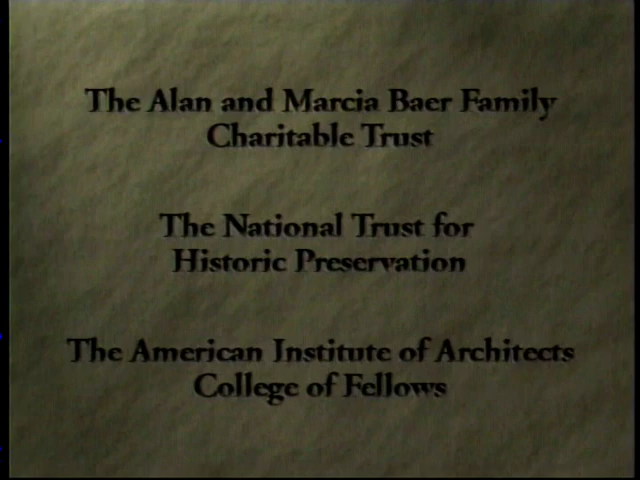 The Alan and Marcia Baer Family
Charitable Trust
The National Trust for
Historic Preservation
The American Institute of Architects
College of Fellows